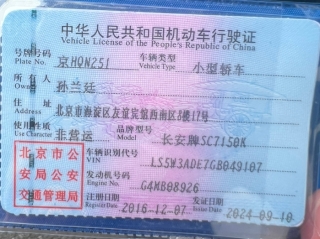 中华人民共和国机动车行驶证
Vehicle License of the People's Republic of China
号牌号码 京HQN251 车辆类型 小型轿车
Plate No. Vehicle Type
所有人 孙兰廷
Owner
住址 北京市海淀区友谊宾馆西南区8楼17号
Address
使用性质 非营运 品牌型号 长安牌SC7150K
Use Character Model
北京市公安局公安交通管理局
车辆识别代号 LS5W3ADE7GB049107
VIN
发动机号码 G4MB08926
Engine No.
注册日期 2016-12-07 发证日期 2024-09-10
Register Date Issue Date